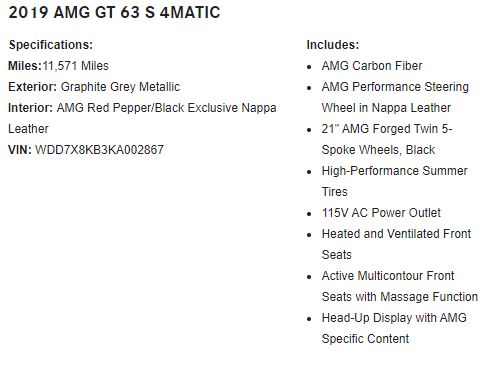 2019 AMG GT 63 S 4MATIC
Specifications:
Miles:11,571 Miles
Exterior: Graphite Grey Metallic
Interior: AMG Red Pepper/Black Exclusive Nappa
Leather
VIN: WDD7X8KB3KA002867
Includes:
• AMG Carbon Fiber
• AMG Performance Steering
Wheel in Nappa Leather
• 21" AMG Forged Twin 5-
Spoke Wheels, Black
• High-Performance Summer
Tires
• 115V AC Power Outlet
• Heated and Ventilated Front
Seats
• Active Multicontour Front
Seats with Massage Function
• Head-Up Display with AMG
Specific Content